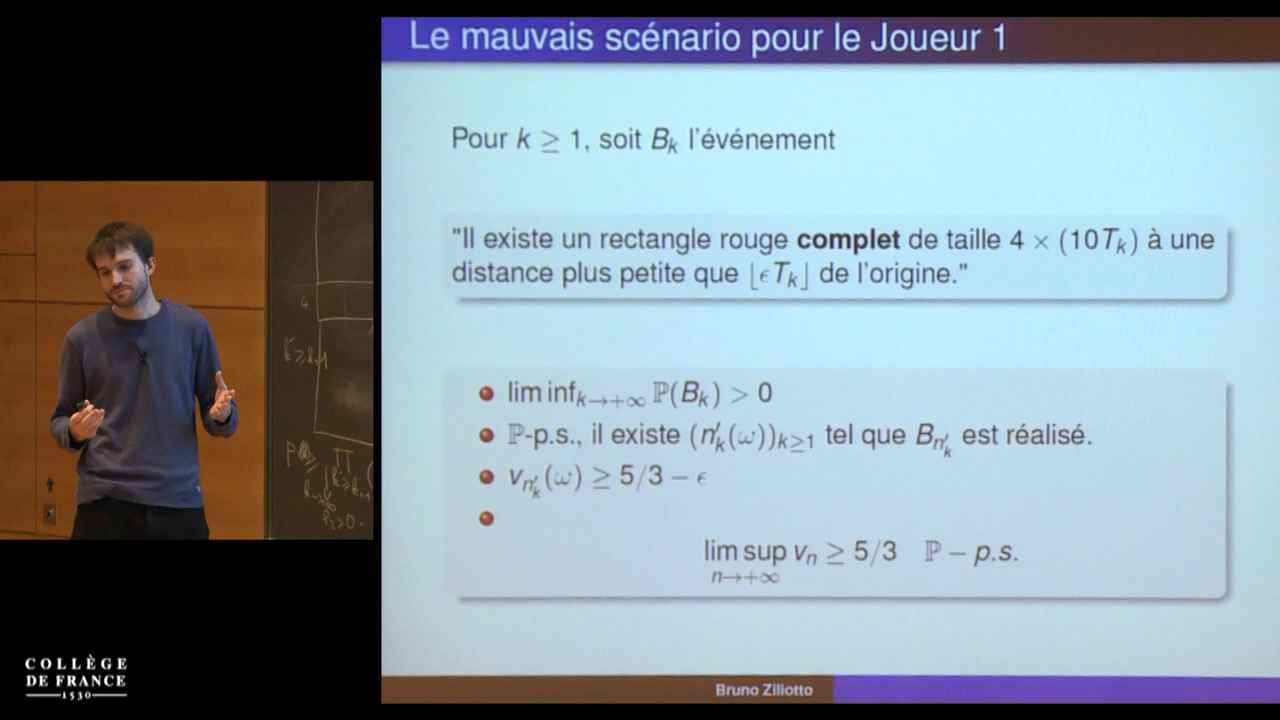 Le mauvais scénario pour le Joueur 1
Pour k ≥ 1, soit B_k l'événement
"Il existe un rectangle rouge complet de taille 4 × (10T_k) à une
distance plus petite que ⌊εT_k⌋ de l'origine."
lim inf_{k→+∞} ℙ(B_k) > 0
ℙ-p.s., il existe (n'_k(ω))_{k≥1} tel que B_{n'_k} est réalisé.
v_{n'_k}(ω) ≥ 5/3 − ε
lim sup v_n ≥ 5/3 ℙ − p.s.
n→+∞
Bruno Ziliotto
COLLÈGE
DE FRANCE
1530
4